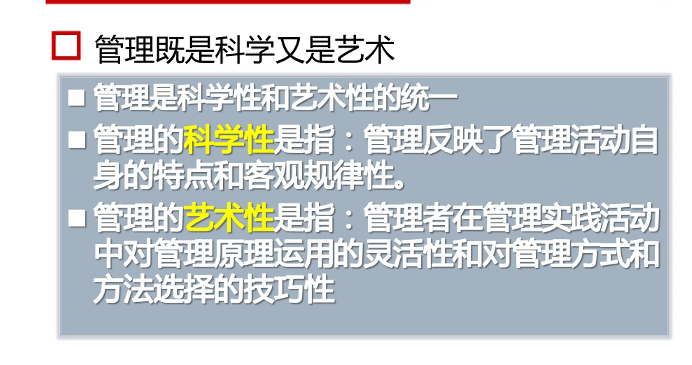 管理既是科学又是艺术
管理是科学性和艺术性的统一
管理的科学性是指：管理反映了管理活动自
身的特点和客观规律性。
管理的艺术性是指：管理者在管理实践活动
中对管理原理运用的灵活性和对管理方式和
方法选择的技巧性